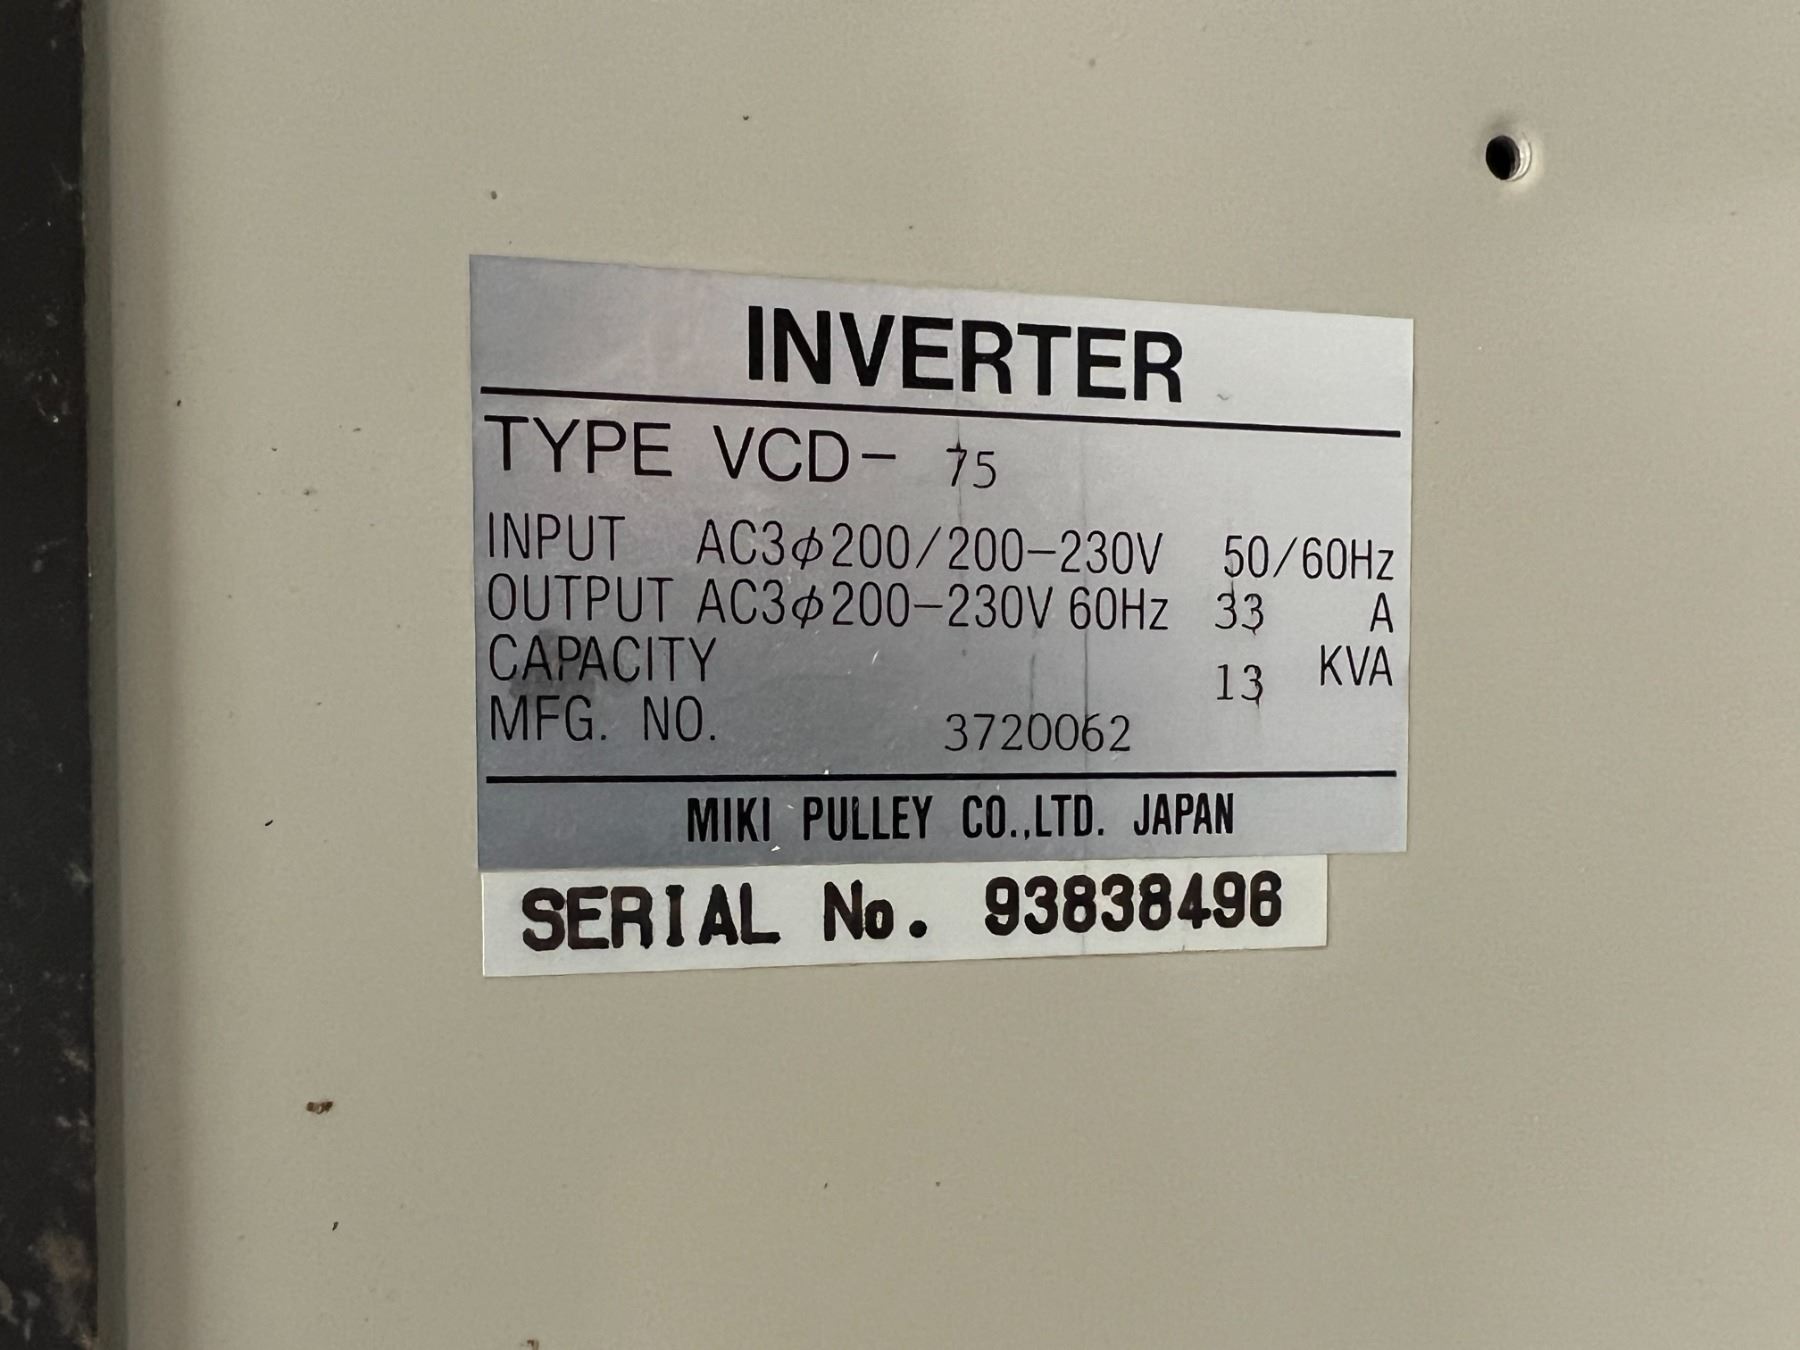 INVERTER
TYPE VCD- 75
INPUT AC3φ200/200-230V 50/60Hz
OUTPUT AC3φ200-230V 60Hz 33 A
CAPACITY 13 KVA
MFG. NO. 3720062
MIKI PULLEY CO.,LTD. JAPAN
SERIAL No. 93838496